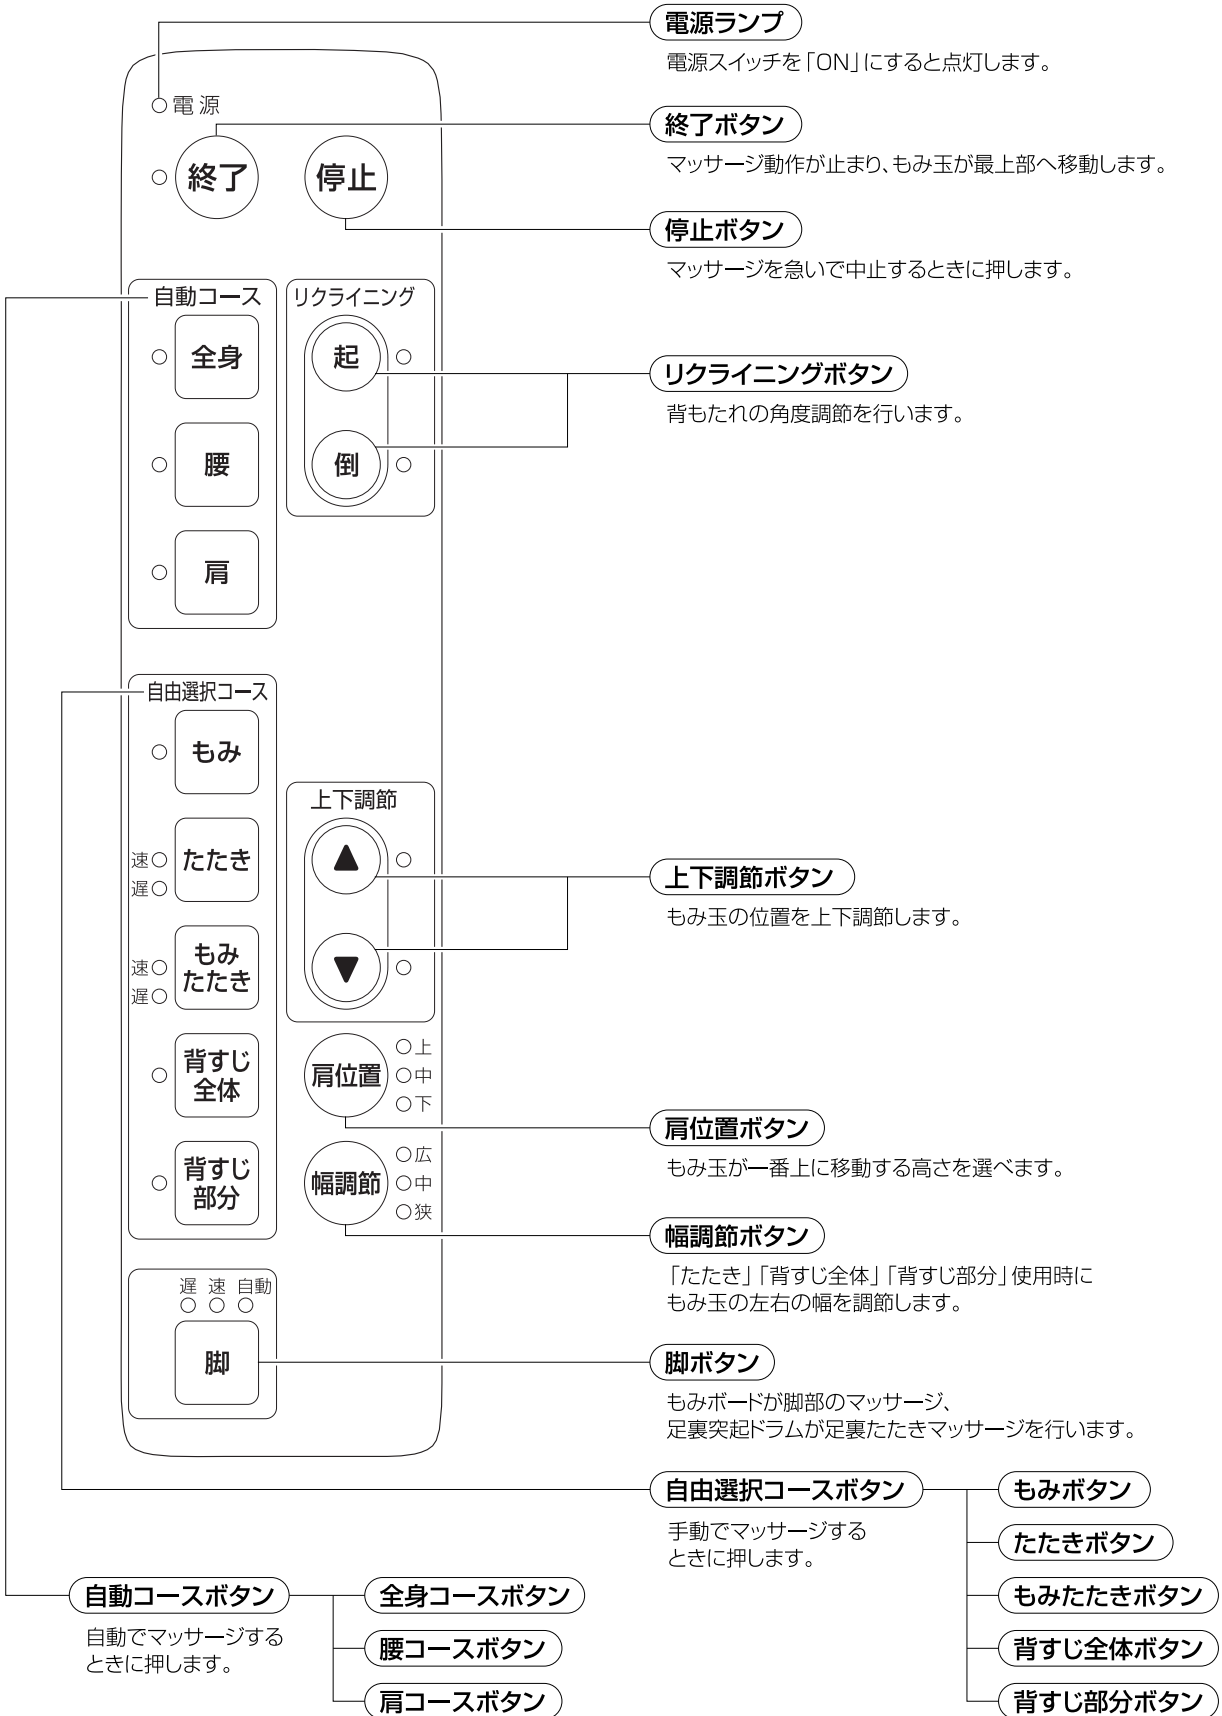 電源ランプ
電源スイッチを「ON」にすると点灯します。
電源
終了ボタン
マッサージ動作が止まり、もみ玉が最上部へ移動します。
終了
停止
停止ボタン
マッサージを急いで中止するときに押します。
自動コース
全身
腰
肩
リクライニング
起
倒
リクライニングボタン
背もたれの角度調節を行います。
自由選択コース
もみ
速
遅
たたき
速
遅
もみ
たたき
背すじ
全体
背すじ
部分
上下調節
▲
▼
上下調節ボタン
もみ玉の位置を上下調節します。
肩位置
上
中
下
肩位置ボタン
もみ玉が一番上に移動する高さを選べます。
幅調節
広
中
狭
幅調節ボタン
「たたき」「背すじ全体」「背すじ部分」使用時に
もみ玉の左右の幅を調節します。
遅 速 自動
脚
脚ボタン
もみボードが脚部のマッサージ、
足裏突起ドラムが足裏たたきマッサージを行います。
自由選択コースボタン
手動でマッサージする
ときに押します。
もみボタン
たたきボタン
もみたたきボタン
背すじ全体ボタン
背すじ部分ボタン
自動コースボタン
自動でマッサージする
ときに押します。
全身コースボタン
腰コースボタン
肩コースボタン